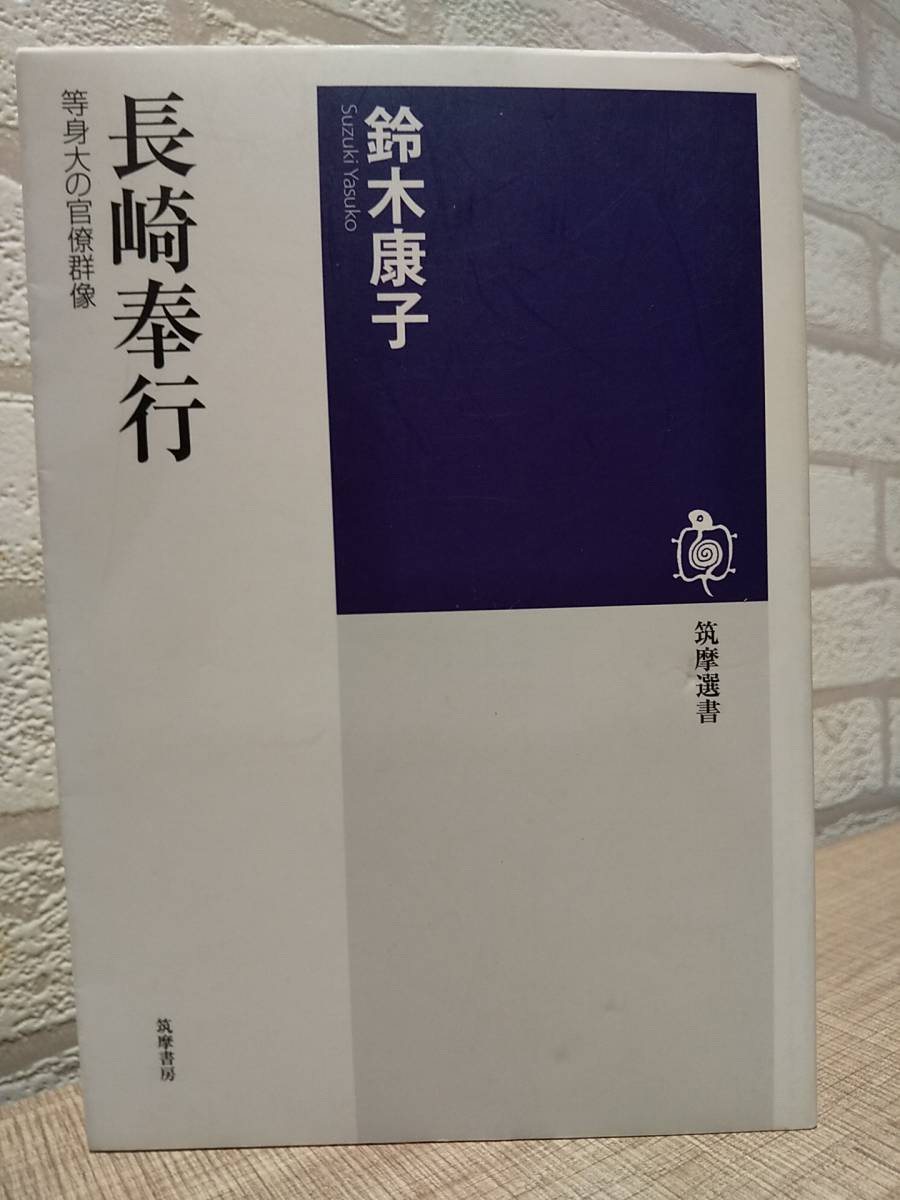 鈴木康子
Suzuki Yasuko
長崎奉行
等身大の官僚群像
筑摩選書
筑摩書房